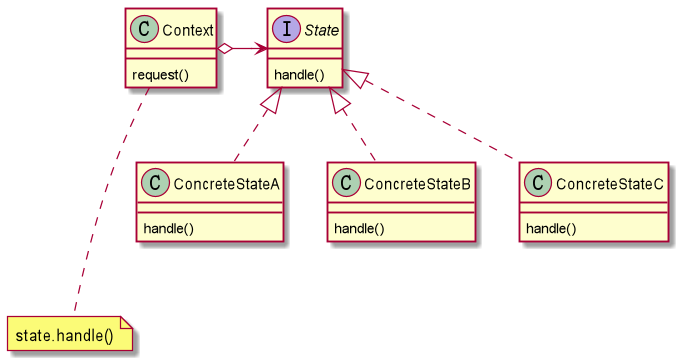 C Context
request()
I State
handle()
C ConcreteStateA
handle()
C ConcreteStateB
handle()
C ConcreteStateC
handle()
state.handle()